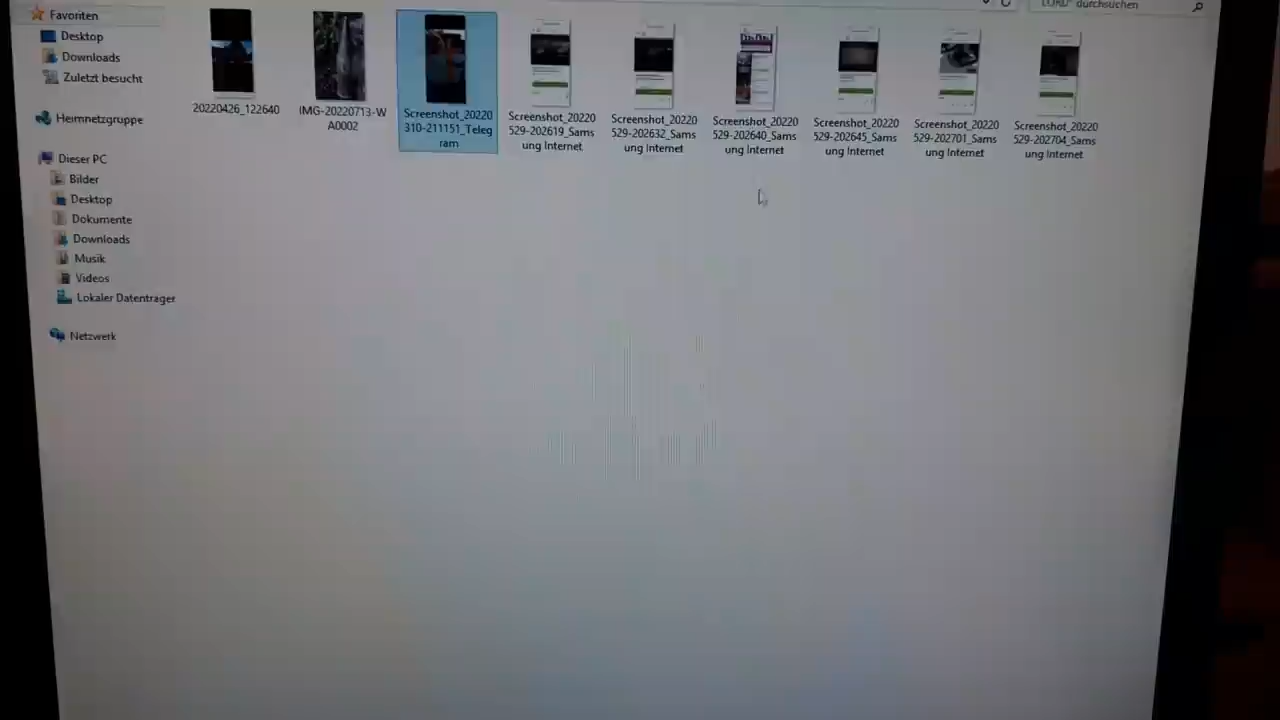 LORD" durchsuchen
Favoriten
Desktop
Downloads
Zuletzt besucht
Heimnetzgruppe
Dieser PC
Bilder
Desktop
Dokumente
Downloads
Musik
Videos
Lokaler Datenträger
Netzwerk
20220426_122640
IMG-20220713-W
A0002
Screenshot_20220
310-211151_Teleg
ram
Screenshot_20220
529-202619_Sams
ung Internet
Screenshot_20220
529-202632_Sams
ung Internet
Screenshot_20220
529-202640_Sams
ung Internet
Screenshot_20220
529-202645_Sams
ung Internet
Screenshot_20220
529-202701_Sams
ung Internet
Screenshot_20220
529-202704_Sams
ung Internet